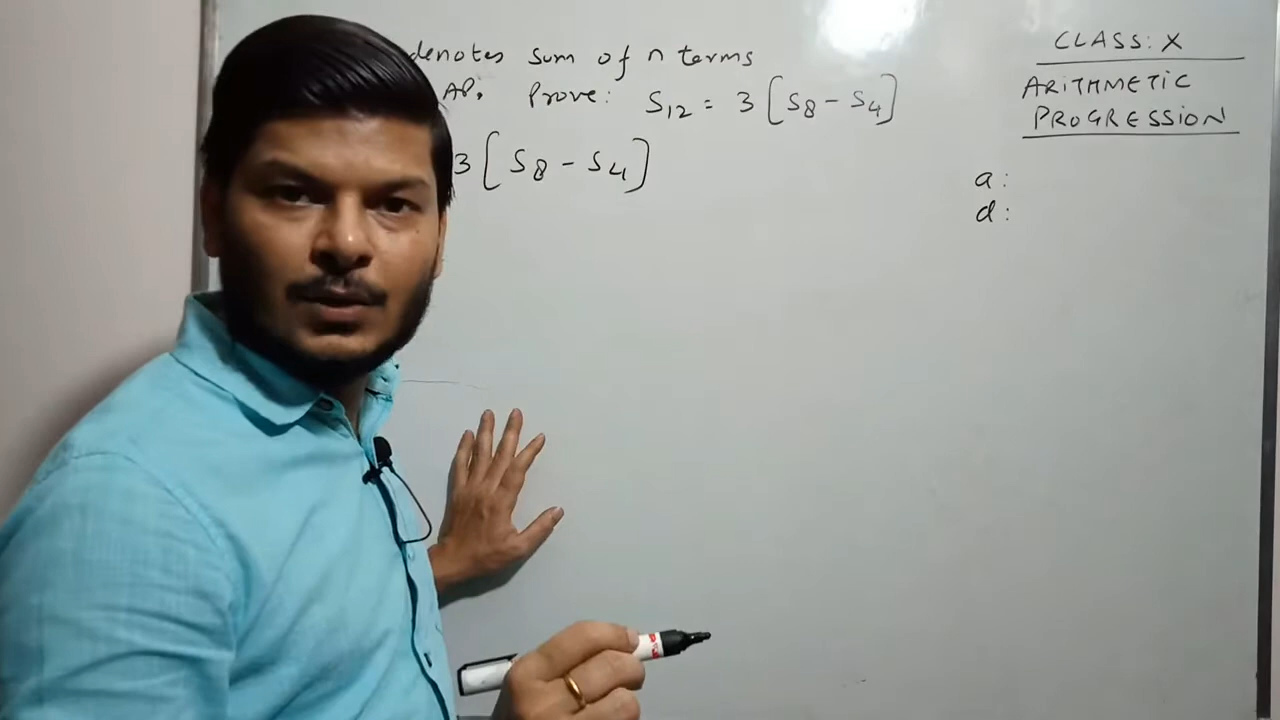 denotes sum of n terms
AP. Prove: S12 = 3[S8 - S4]
3[S8 - S4]
CLASS: X
ARITHMETIC
PROGRESSION
a:
d: